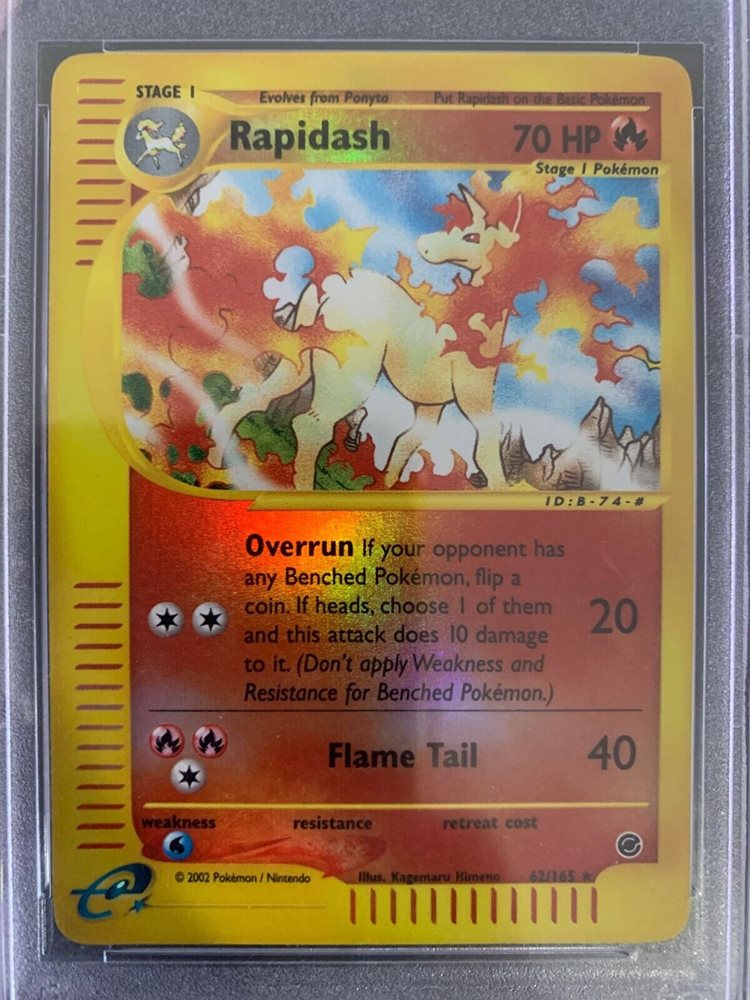 STAGE 1
Evolves from Ponyta
Put Rapidash on the Basic Pokémon
Rapidash
70 HP
Stage 1 Pokémon
ID:B-74-#
Overrun If your opponent has
any Benched Pokémon, flip a
coin. If heads, choose 1 of them
and this attack does 10 damage
to it. (Don't apply Weakness and
Resistance for Benched Pokémon.)
20
Flame Tail
40
weakness
resistance
retreat cost
© 2002 Pokémon / Nintendo
Illus. Kagemaru Himeno
62/165 ★
e